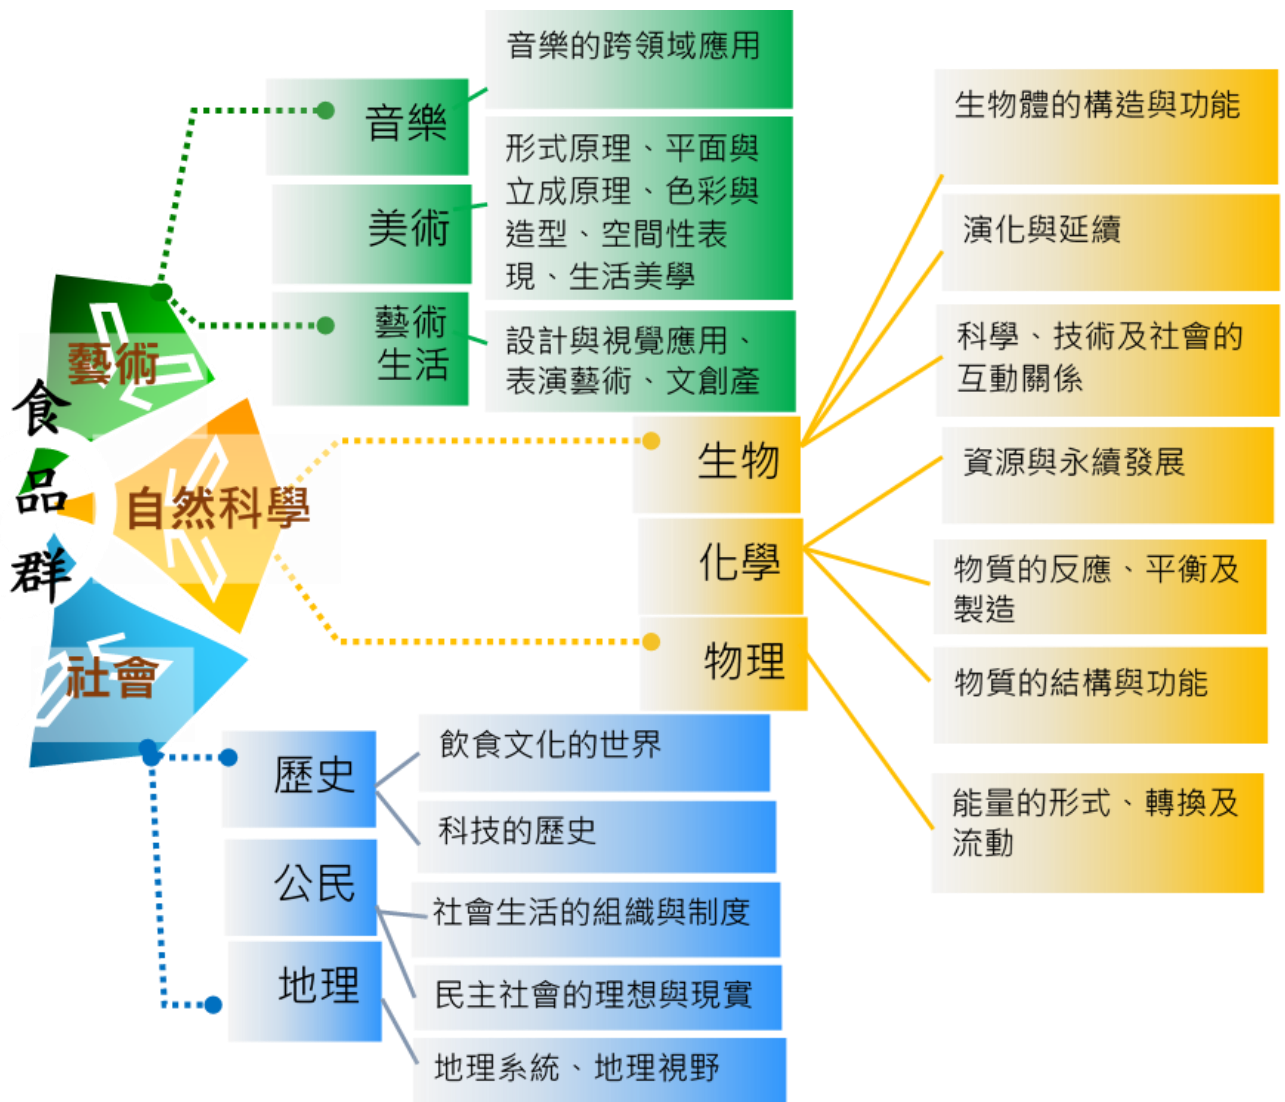 食品群
藝術
音樂
音樂的跨領域應用
美術
形式原理、平面與
立成原理、色彩與
造型、空間性表
現、生活美學
藝術
生活
設計與視覺應用、
表演藝術、文創產
自然科學
生物
生物體的構造與功能
演化與延續
科學、技術及社會的
互動關係
化學
資源與永續發展
物質的反應、平衡及
製造
物質的結構與功能
物理
能量的形式、轉換及
流動
社會
歷史
飲食文化的世界
科技的歷史
公民
社會生活的組織與制度
民主社會的理想與現實
地理
地理系統、地理視野